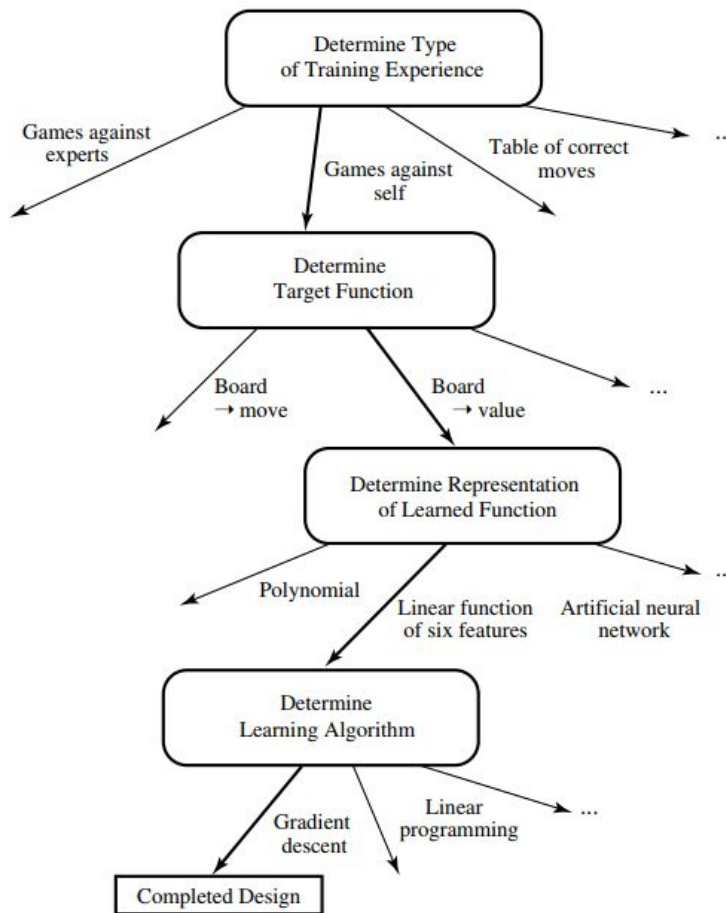 Determine Type
of Training Experience
Games against
experts
Games against
self
Table of correct
moves
...
Determine
Target Function
Board
→ move
Board
→ value
...
Determine Representation
of Learned Function
Polynomial
Linear function
of six features
Artificial neural
network
...
Determine
Learning Algorithm
Gradient
descent
Linear
programming
...
Completed Design